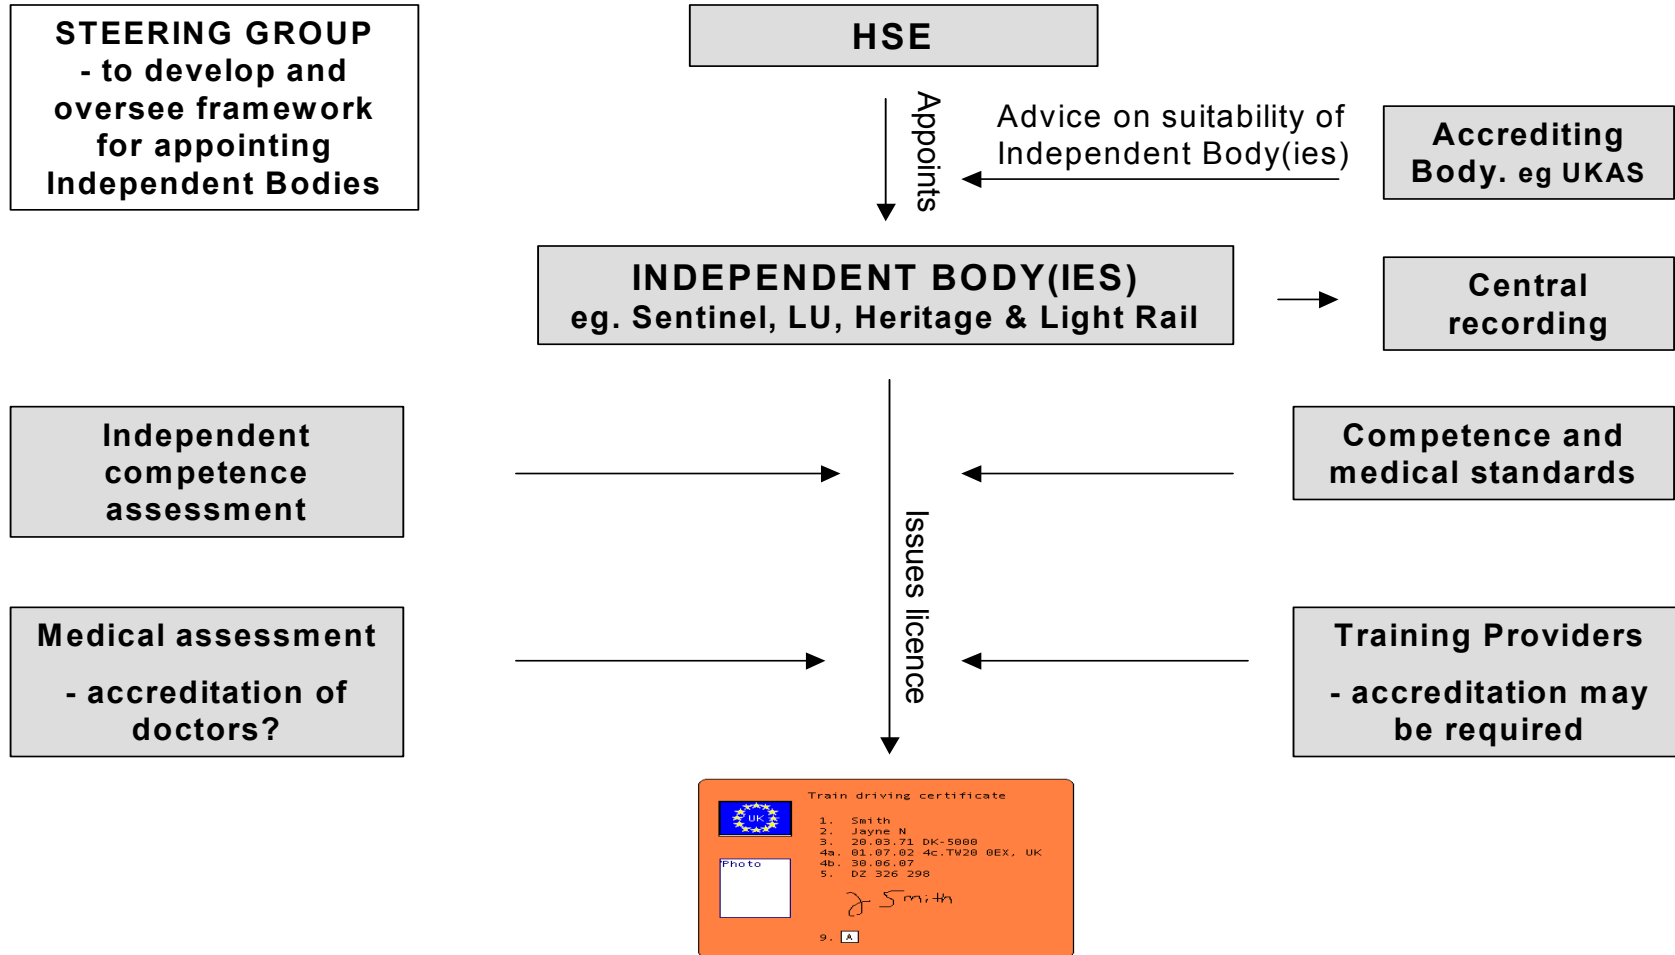 STEERING GROUP
- to develop and
oversee framework
for appointing
Independent Bodies
HSE
Appoints
Advice on suitability of
Independent Body(ies)
Accrediting
Body. eg UKAS
INDEPENDENT BODY(IES)
eg. Sentinel, LU, Heritage & Light Rail
Central
recording
Independent
competence
assessment
Competence and
medical standards
Issues licence
Medical assessment
- accreditation of
doctors?
Training Providers
- accreditation may
be required
Train driving certificate
UK
1. Smith
2. Jayne N
3. 20.03.71 DK-5000
4a. 01.07.02 4c.TW20 0EX, UK
4b. 30.06.07
5. DZ 326 298
Photo
J Smith
9. A